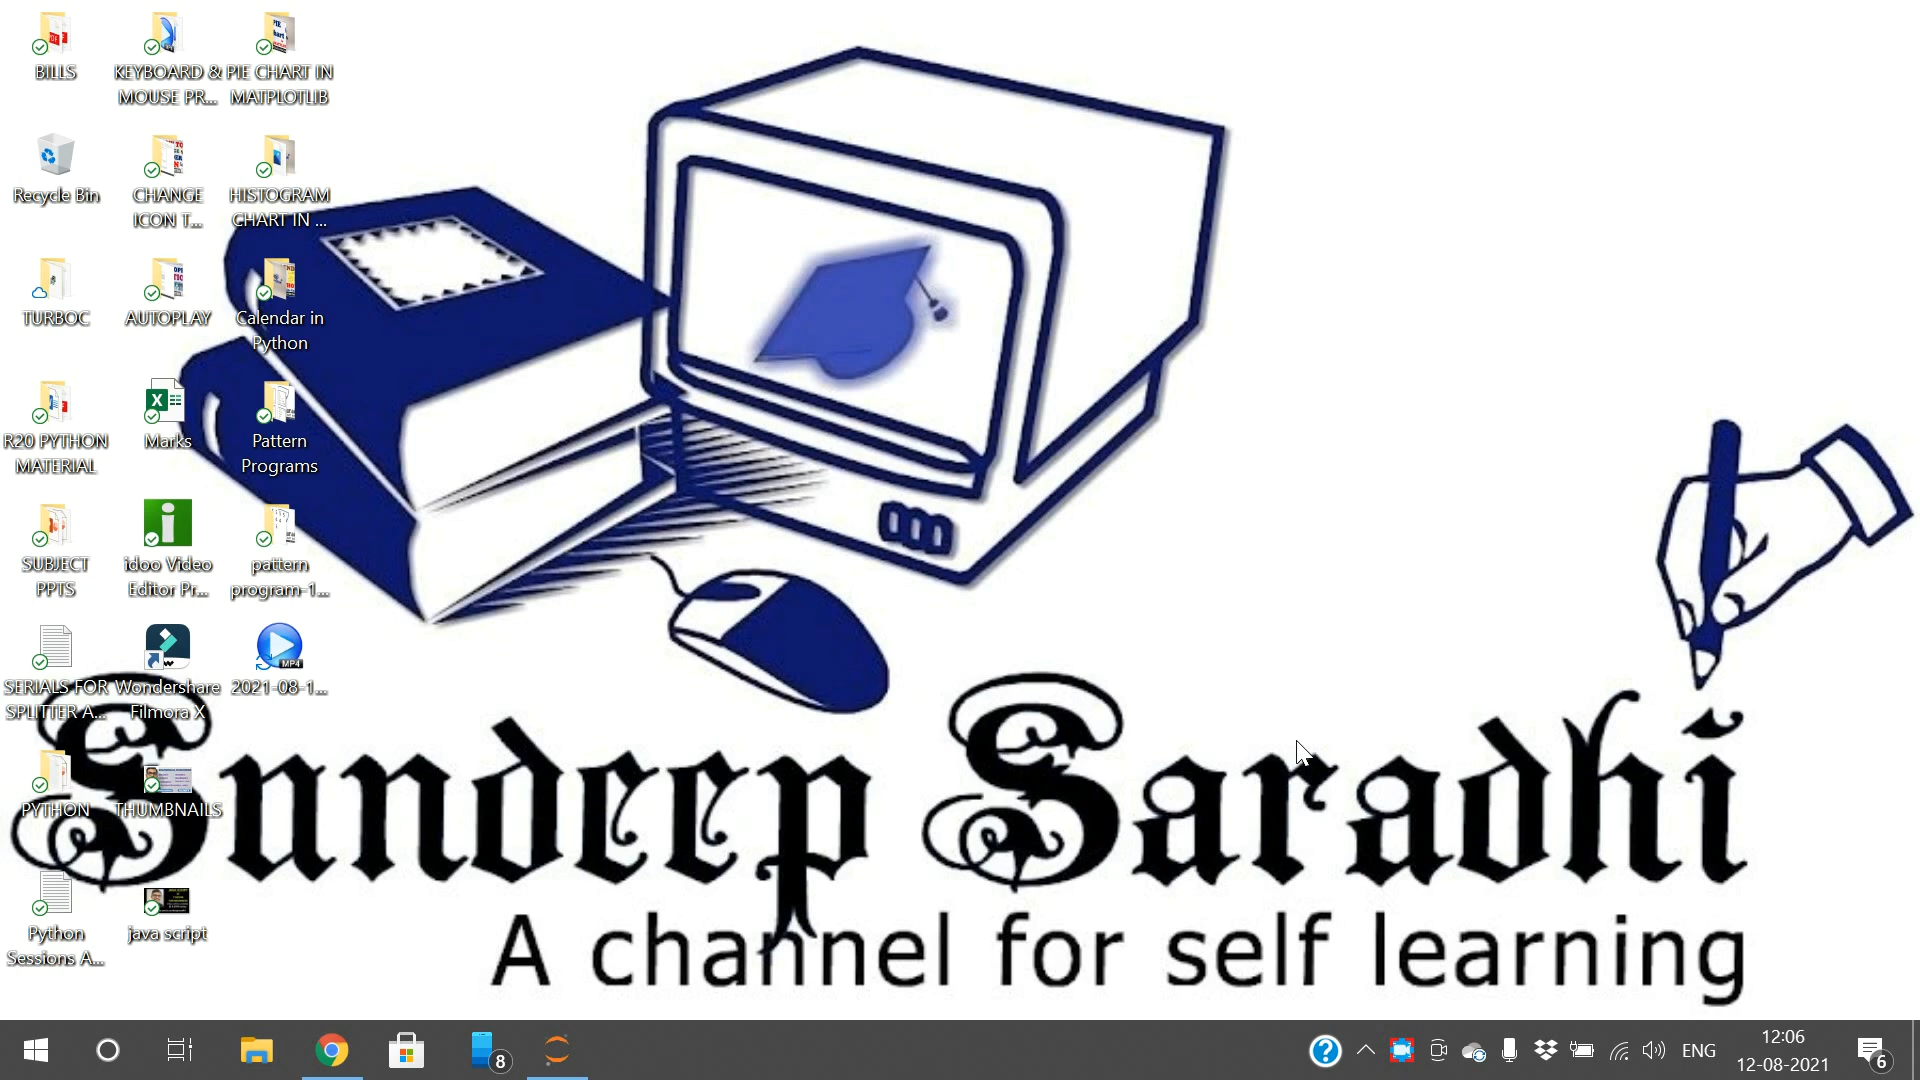 BILLS
KEYBOARD &
MOUSE PR...
PIE CHART IN
MATPLOTLIB
Recycle Bin
CHANGE
ICON T...
HISTOGRAM
CHART IN ...
TURBOC
AUTOPLAY
Calendar in
Python
R20 PYTHON
MATERIAL
Marks
Pattern
Programs
SUBJECT
PPTS
idoo Video
Editor Pr...
pattern
program-1...
SERIALS FOR
SPLITTER A...
Wondershare
Filmora X
MP4
2021-08-1...
PYTHON
THUMBNAILS
Python
Sessions A...
java script
Sundeep Saradhi
A channel for self learning
8
ENG
12:06
12-08-2021
6